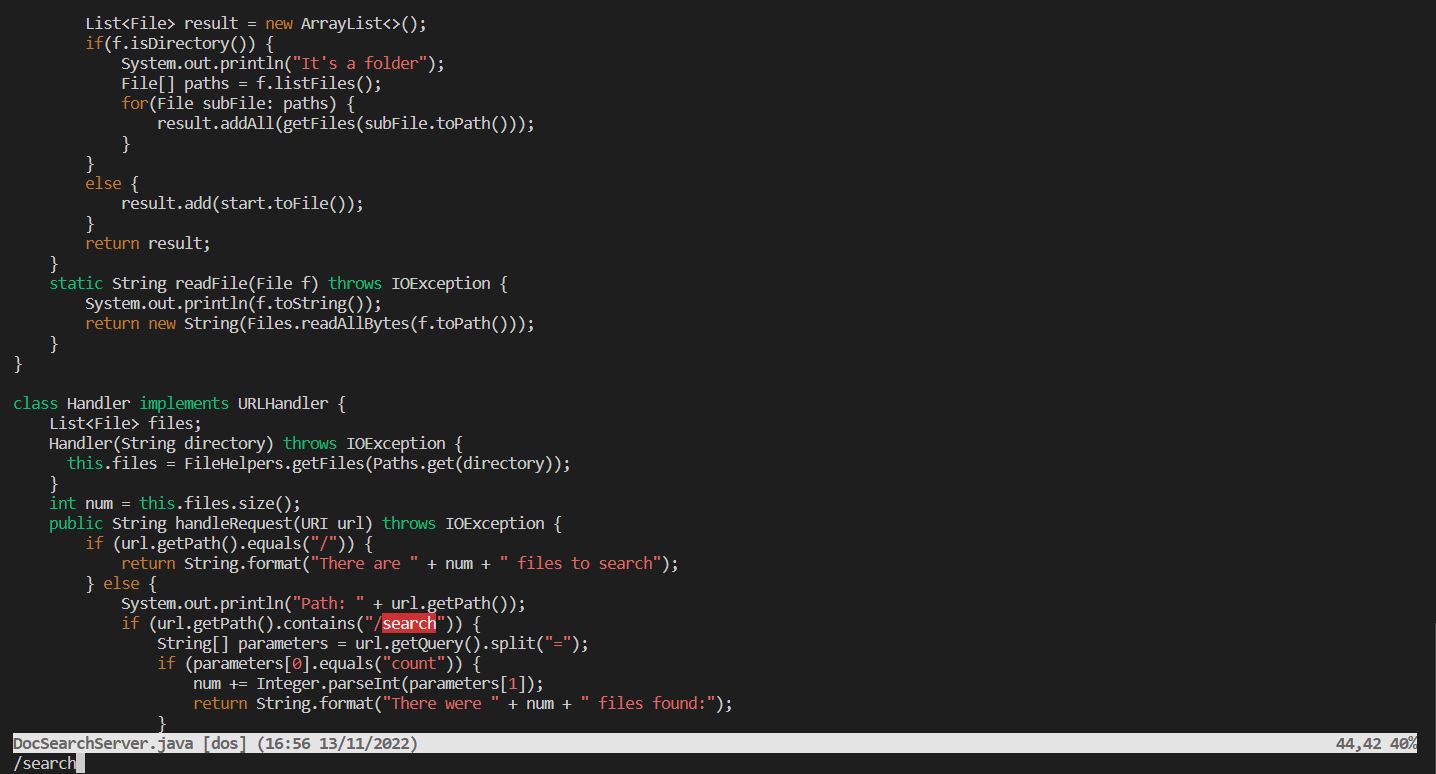 List<File> result = new ArrayList<>();
        if(f.isDirectory()) {
            System.out.println("It's a folder");
            File[] paths = f.listFiles();
            for(File subFile: paths) {
                result.addAll(getFiles(subFile.toPath()));
            }
        }
        else {
            result.add(start.toFile());
        }
        return result;
    }
    static String readFile(File f) throws IOException {
        System.out.println(f.toString());
        return new String(Files.readAllBytes(f.toPath()));
    }
}

class Handler implements URLHandler {
    List<File> files;
    Handler(String directory) throws IOException {
      this.files = FileHelpers.getFiles(Paths.get(directory));
    }
    int num = this.files.size();
    public String handleRequest(URI url) throws IOException {
        if (url.getPath().equals("/")) {
            return String.format("There are " + num + " files to search");
        } else {
            System.out.println("Path: " + url.getPath());
            if (url.getPath().contains("/search")) {
                String[] parameters = url.getQuery().split("=");
                if (parameters[0].equals("count")) {
                    num += Integer.parseInt(parameters[1]);
                    return String.format("There were " + num + " files found:");
                }
DocSearchServer.java [dos] (16:56 13/11/2022) 44,42 40%
/search